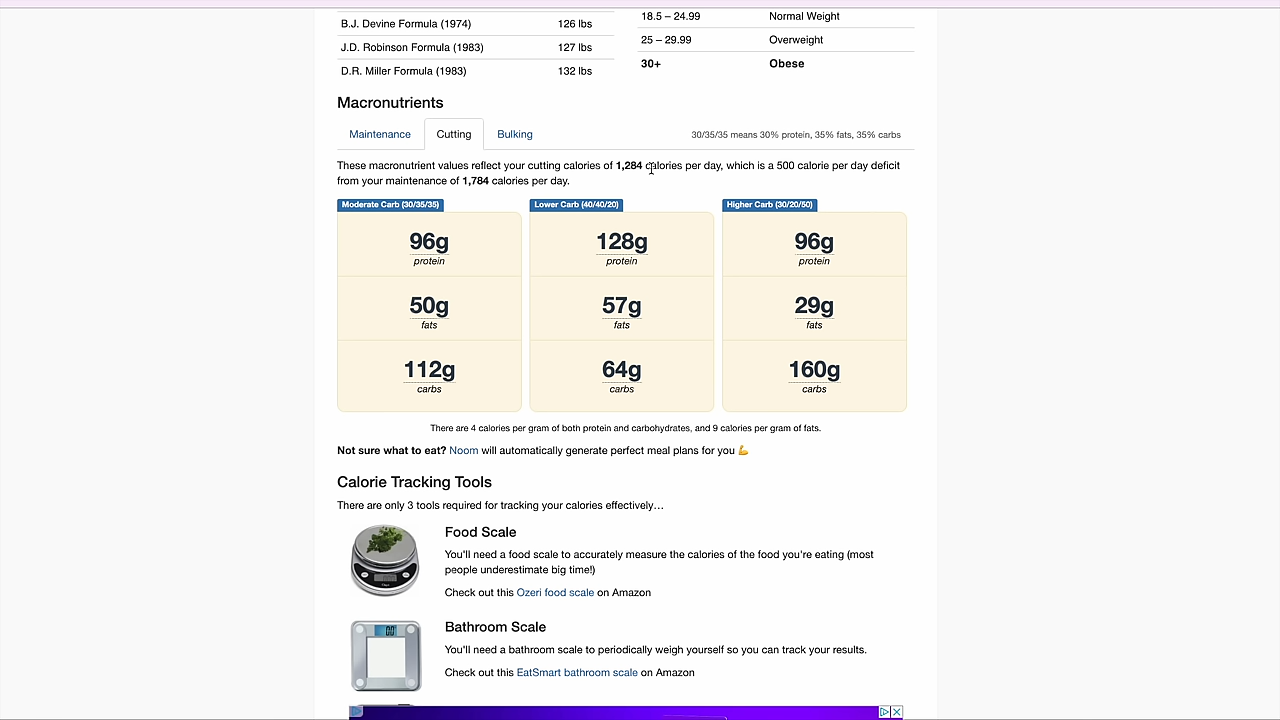 B.J. Devine Formula (1974) 126 lbs
J.D. Robinson Formula (1983) 127 lbs
D.R. Miller Formula (1983) 132 lbs
18.5 – 24.99 Normal Weight
25 – 29.99 Overweight
30+ Obese
Macronutrients
Maintenance Cutting Bulking 30/35/35 means 30% protein, 35% fats, 35% carbs
These macronutrient values reflect your cutting calories of 1,284 calories per day, which is a 500 calorie per day deficit
from your maintenance of 1,784 calories per day.
Moderate Carb (30/35/35) Lower Carb (40/40/20) Higher Carb (30/20/50)
96g 128g 96g
protein protein protein
50g 57g 29g
fats fats fats
112g 64g 160g
carbs carbs carbs
There are 4 calories per gram of both protein and carbohydrates, and 9 calories per gram of fats.
Not sure what to eat? Noom will automatically generate perfect meal plans for you 💪
Calorie Tracking Tools
There are only 3 tools required for tracking your calories effectively…
Food Scale
You'll need a food scale to accurately measure the calories of the food you're eating (most
people underestimate big time!)
Check out this Ozeri food scale on Amazon
Bathroom Scale
You'll need a bathroom scale to periodically weigh yourself so you can track your results.
Check out this EatSmart bathroom scale on Amazon